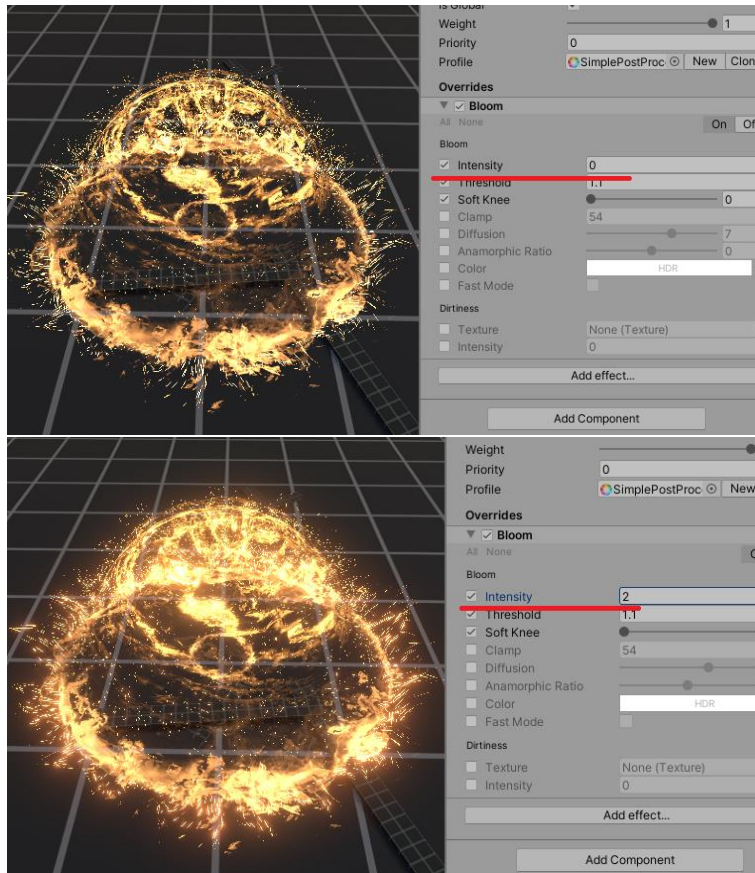 Is Global
Weight 1
Priority 0
Profile SimplePostProc New Clon
Overrides
Bloom
All None On Of
Bloom
Intensity 0
Threshold 1.1
Soft Knee 0
Clamp 54
Diffusion 7
Anamorphic Ratio 0
Color HDR
Fast Mode
Dirtiness
Texture None (Texture)
Intensity 0
Add effect...
Add Component
Weight
Priority 0
Profile SimplePostProc New
Overrides
Bloom
All None
Bloom
Intensity 2
Threshold 1.1
Soft Knee
Clamp 54
Diffusion
Anamorphic Ratio
Color HDR
Fast Mode
Dirtiness
Texture None (Texture)
Intensity 0
Add effect...
Add Component